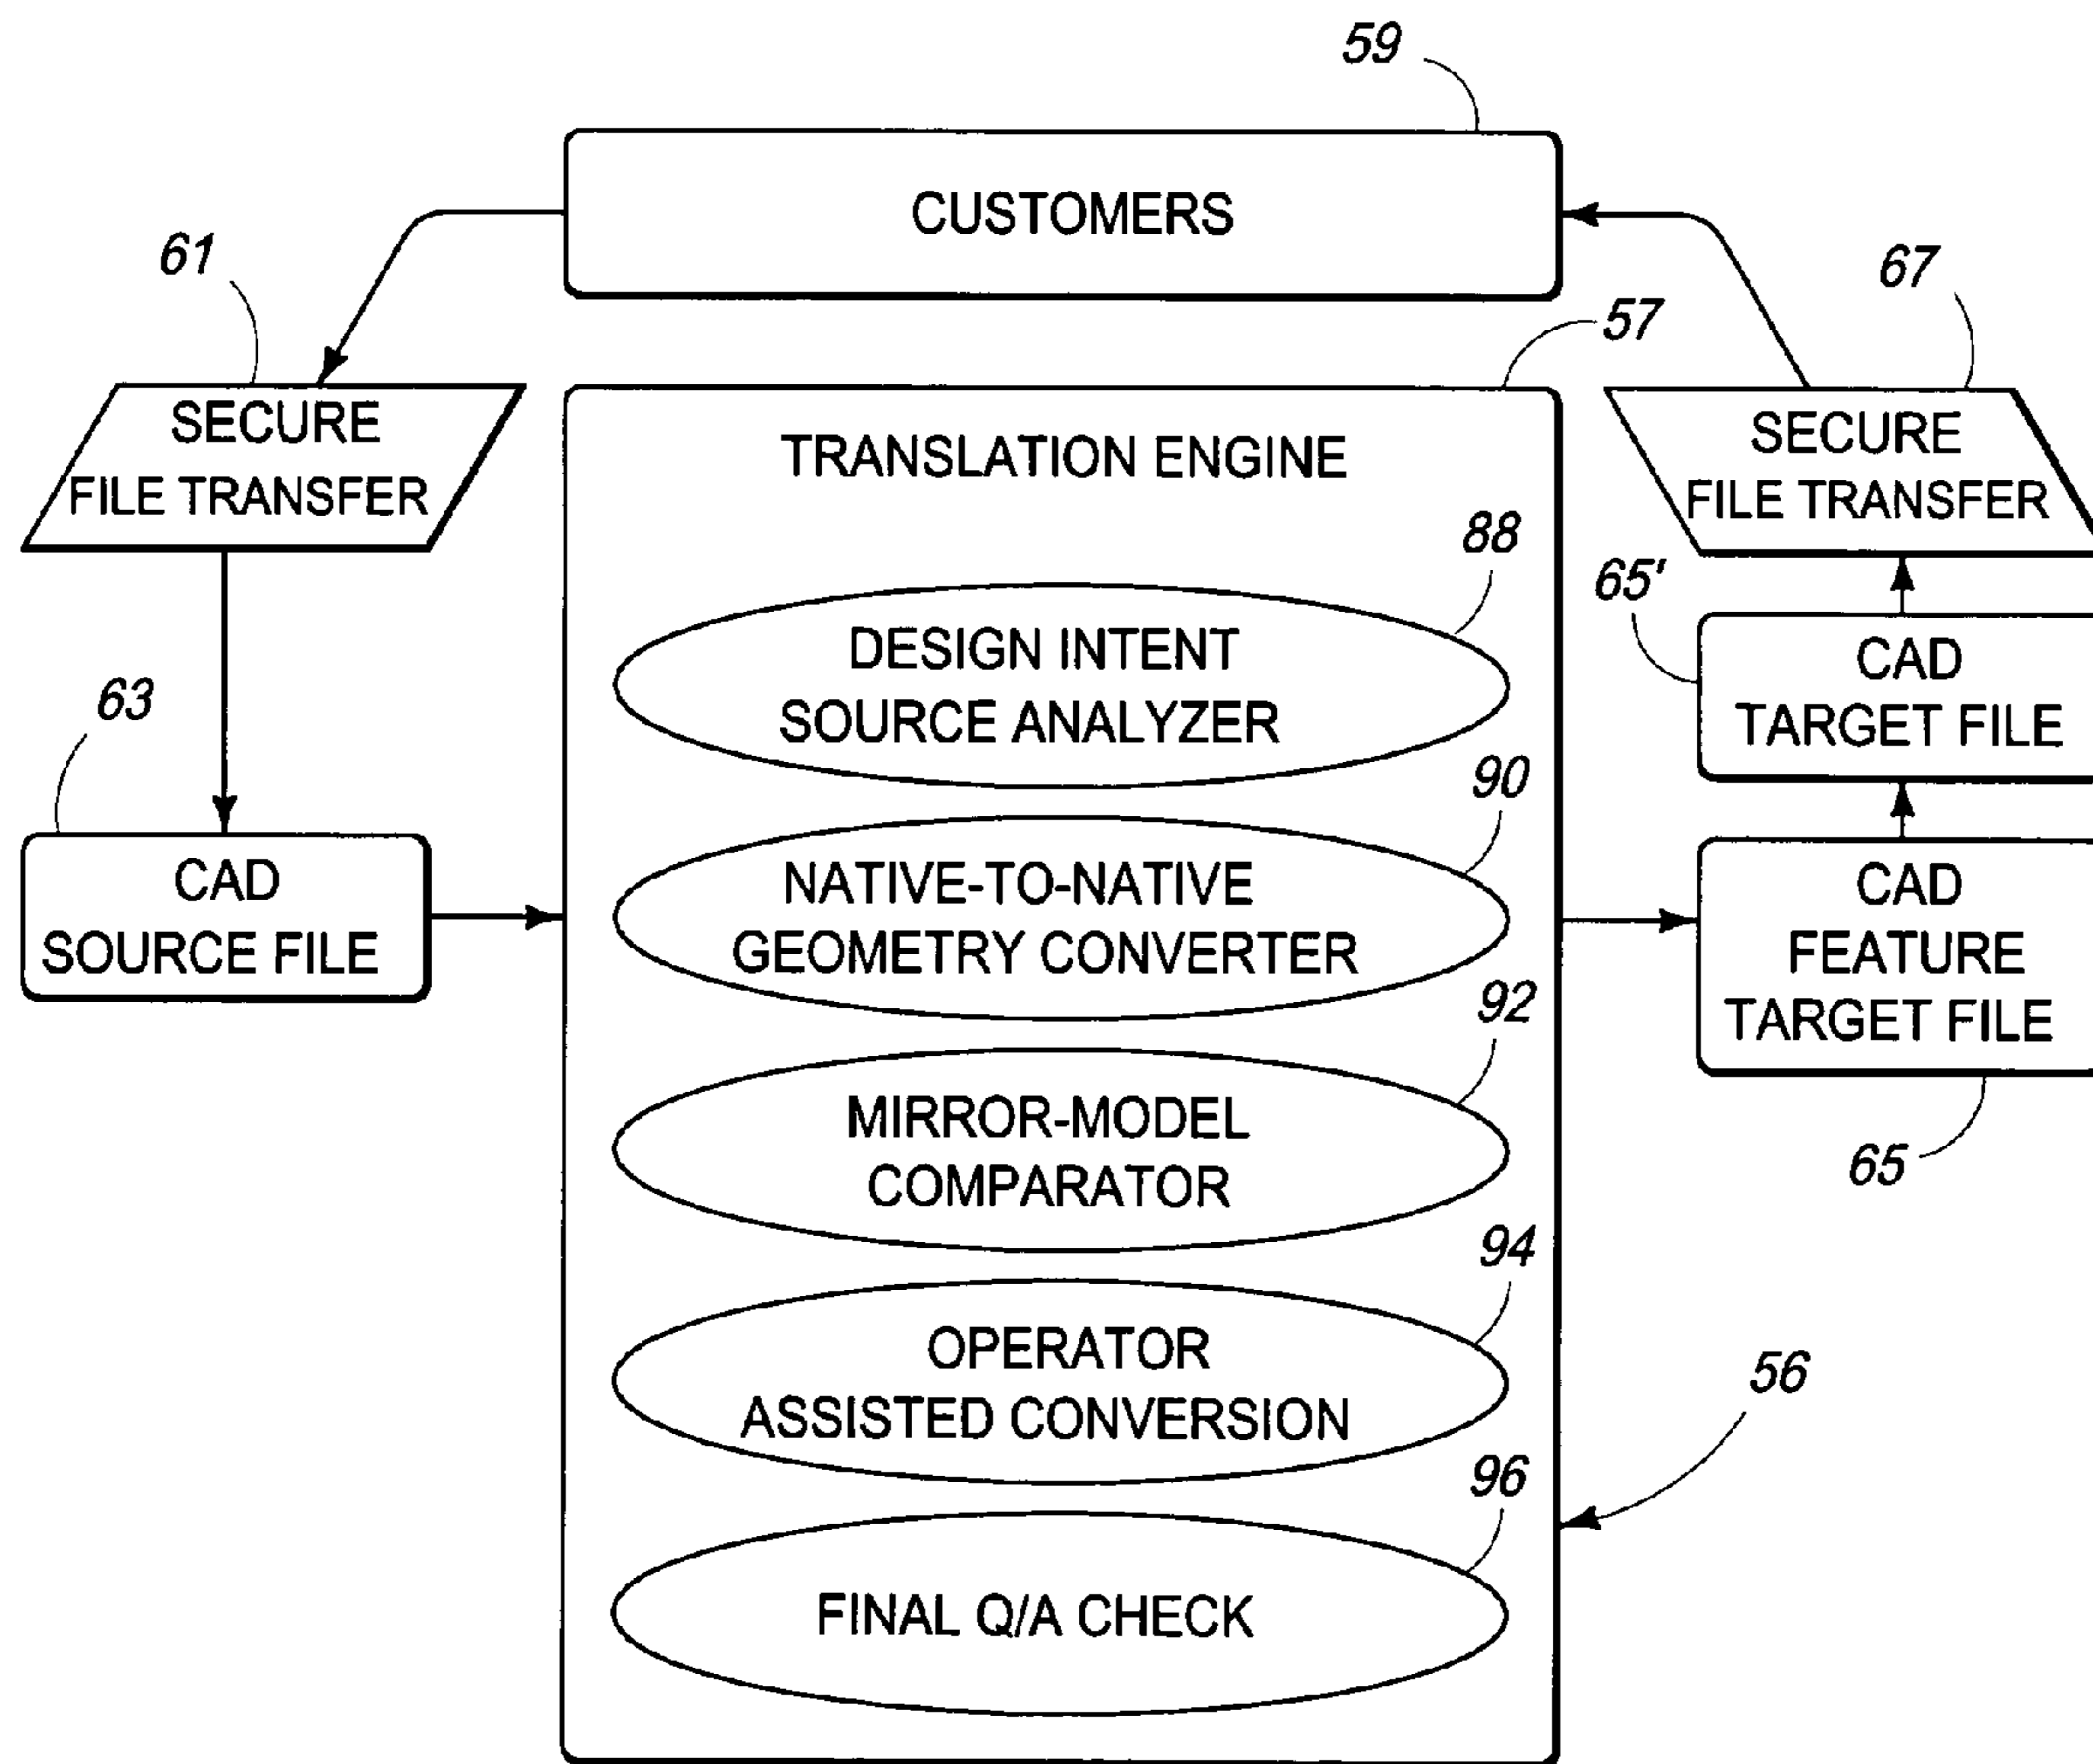 59
CUSTOMERS
61
67
57
SECURE
FILE TRANSFER
TRANSLATION ENGINE
SECURE
FILE TRANSFER
88
65'
DESIGN INTENT
SOURCE ANALYZER
CAD
TARGET FILE
63
90
CAD
SOURCE FILE
NATIVE-TO-NATIVE
GEOMETRY CONVERTER
CAD
FEATURE
TARGET FILE
92
65
MIRROR-MODEL
COMPARATOR
94
OPERATOR
ASSISTED CONVERSION
56
96
FINAL Q/A CHECK